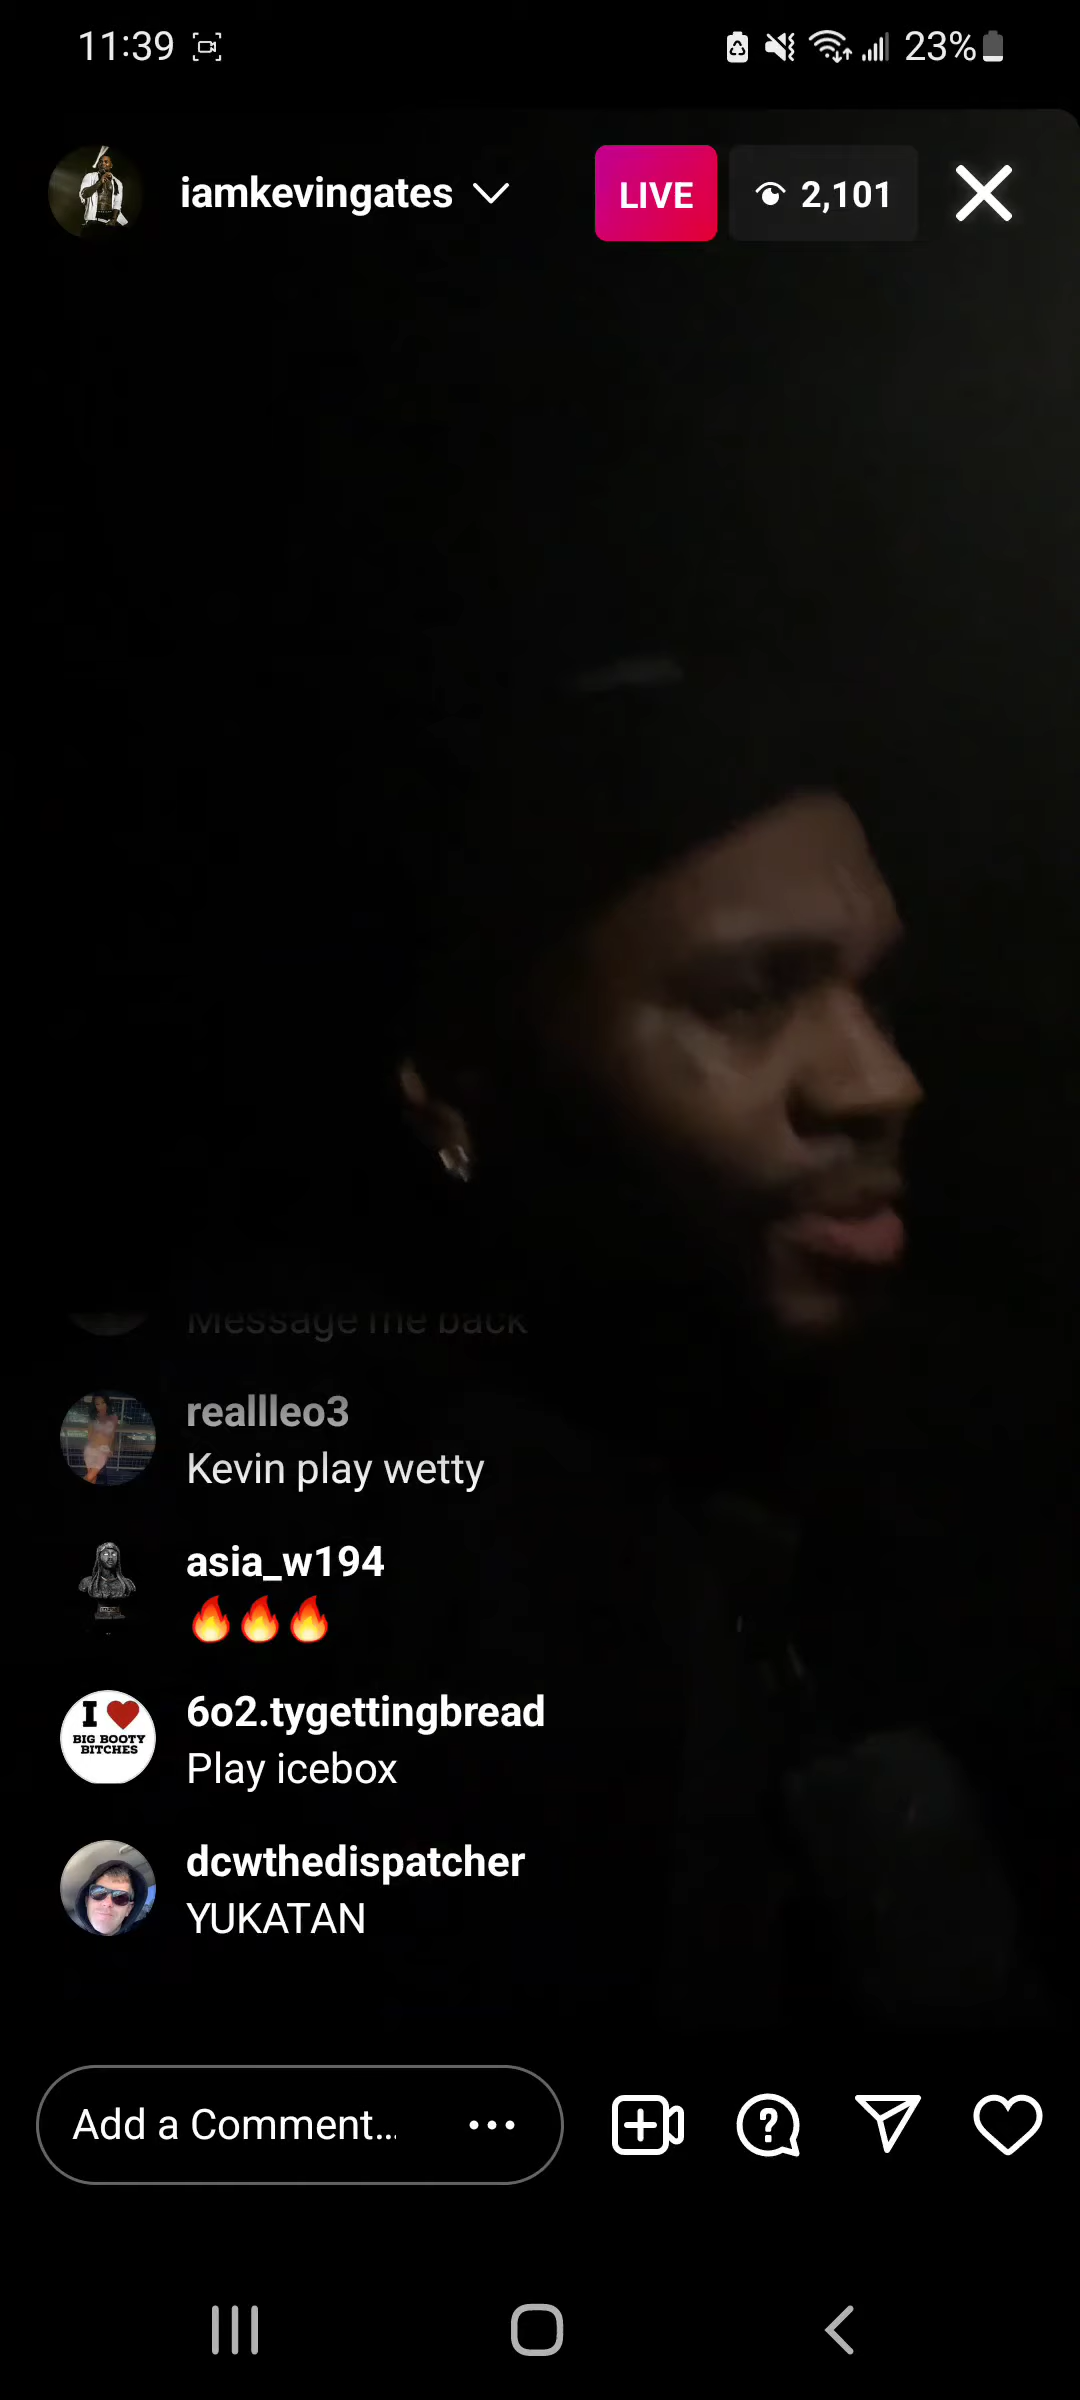 11:39
23%
iamkevingates
LIVE
2,101
Message me back
reallleo3
Kevin play wetty
asia_w194
🔥🔥🔥
I ❤
BIG BOOTY
BITCHES
6o2.tygettingbread
Play icebox
dcwthedispatcher
YUKATAN
Add a Comment...